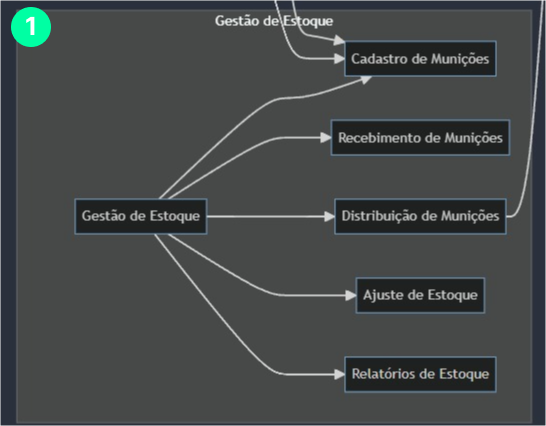 1
Gestão de Estoque
Cadastro de Munições
Recebimento de Munições
Gestão de Estoque
Distribuição de Munições
Ajuste de Estoque
Relatórios de Estoque